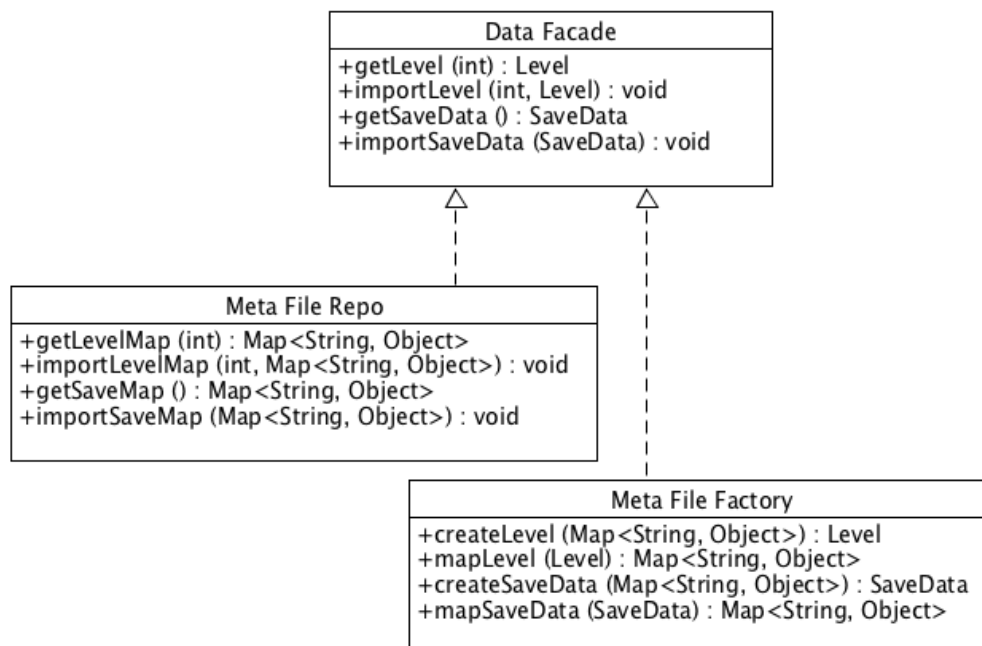 Data Facade
+getLevel (int) : Level
+importLevel (int, Level) : void
+getSaveData () : SaveData
+importSaveData (SaveData) : void
Meta File Repo
+getLevelMap (int) : Map<String, Object>
+importLevelMap (int, Map<String, Object>) : void
+getSaveMap () : Map<String, Object>
+importSaveMap (Map<String, Object>) : void
Meta File Factory
+createLevel (Map<String, Object>) : Level
+mapLevel (Level) : Map<String, Object>
+createSaveData (Map<String, Object>) : SaveData
+mapSaveData (SaveData) : Map<String, Object>